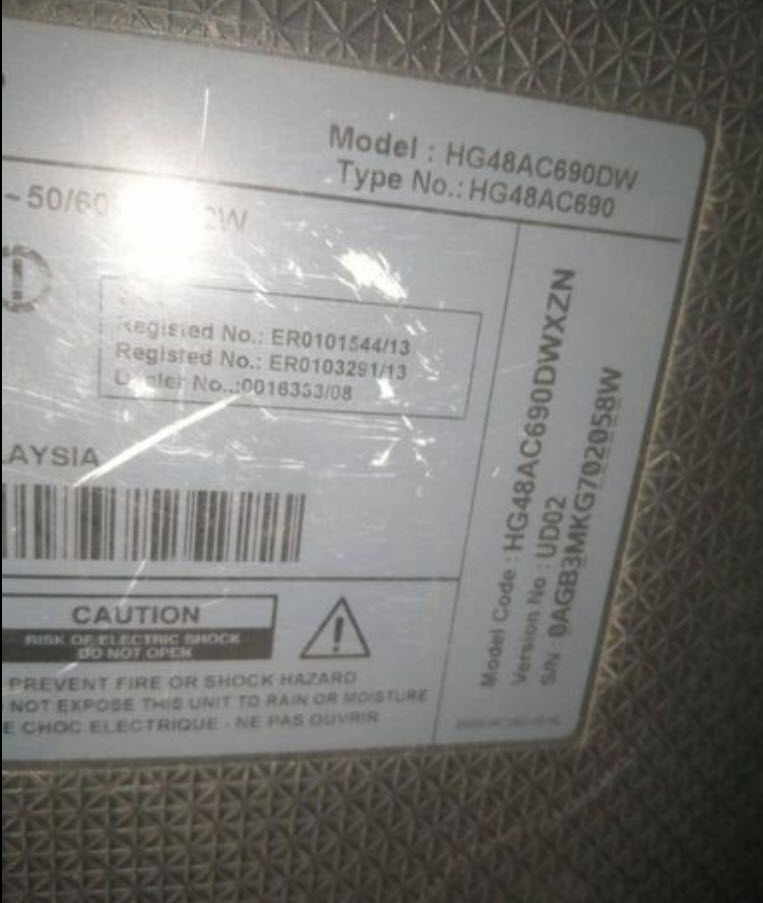 Model : HG48AC690DW
Type No.: HG48AC690
~ 50/60
Registed No.: ER0101544/13
Registed No.: ER0103291/13
No..:0016353/08
LAYSIA
Model Code : HG48AC690DWXZN
Version No : UD02
S/N : 0AGB3MKG702058W
CAUTION
RISK OF ELECTRIC SHOCK
DO NOT OPEN
PREVENT FIRE OR SHOCK HAZARD
NOT EXPOSE THIS UNIT TO RAIN OR MOISTURE
E CHOC ELECTRIQUE - NE PAS OUVRIR